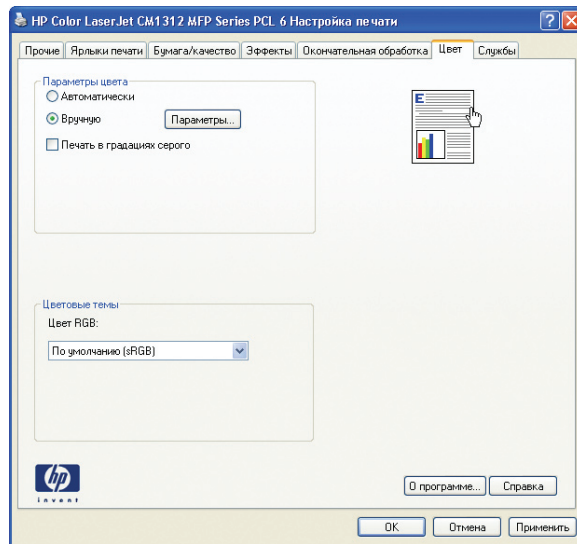 HP Color LaserJet CM1312 MFP Series PCL 6 Настройка печати
Прочие Ярлыки печати Бумага/качество Эффекты Окончательная обработка Цвет Службы
Параметры цвета
Автоматически
Вручную Параметры...
Печать в градациях серого
E
Цветовые темы
Цвет RGB:
По умолчанию (sRGB)
hp
invent
О программе... Справка
OK Отмена Применить